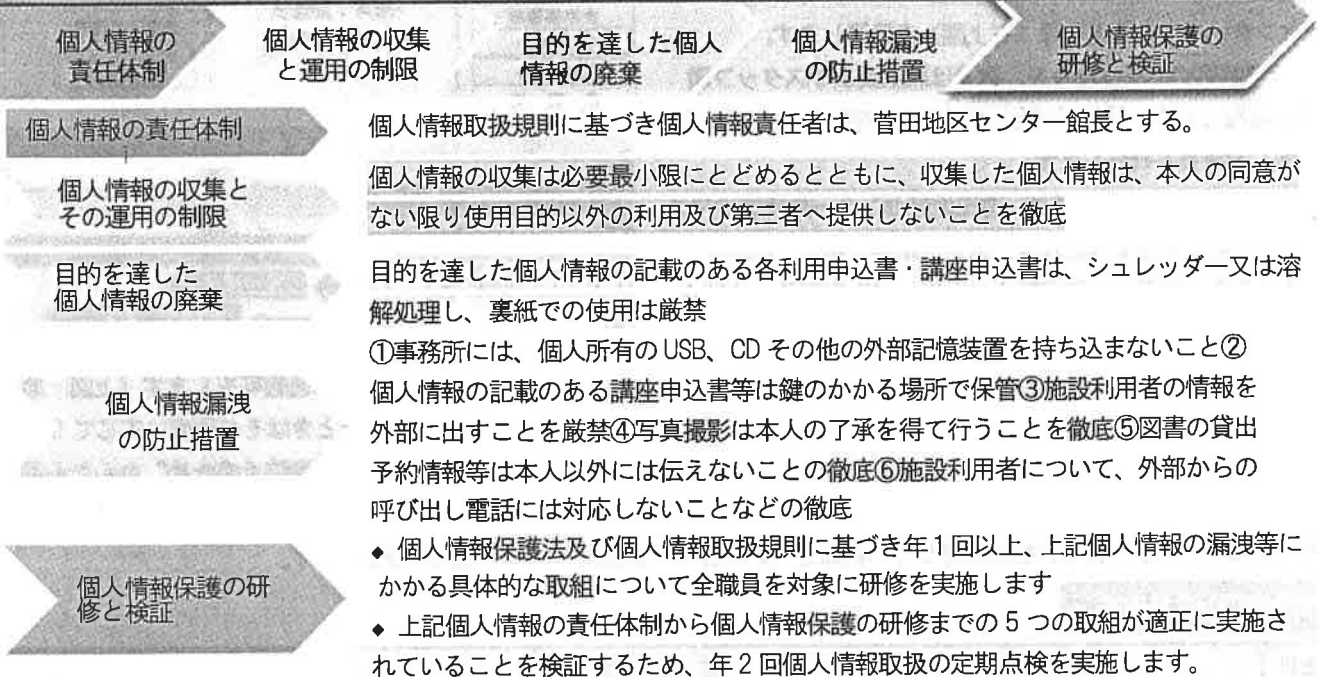 個人情報の
責任体制
個人情報の収集
と運用の制限
目的を達した個人
情報の廃棄
個人情報漏洩
の防止措置
個人情報保護の
研修と検証
個人情報の責任体制
個人情報取扱規則に基づき個人情報責任者は、菅田地区センター館長とする。
個人情報の収集と
その運用の制限
個人情報の収集は必要最小限にとどめるとともに、収集した個人情報は、本人の同意が
ない限り使用目的以外の利用及び第三者へ提供しないことを徹底
目的を達した
個人情報の廃棄
目的を達した個人情報の記載のある各利用申込書・講座申込書は、シュレッダー又は溶
解処理し、裏紙での使用は厳禁
個人情報漏洩
の防止措置
①事務所には、個人所有のUSB、CDその他の外部記憶装置を持ち込まないこと②
個人情報の記載のある講座申込書等は鍵のかかる場所で保管③施設利用者の情報を
外部に出すことを厳禁④写真撮影は本人の了承を得て行うことを徹底⑤図書の貸出
予約情報等は本人以外には伝えないことの徹底⑥施設利用者について、外部からの
呼び出し電話には対応しないことなどの徹底
個人情報保護の研
修と検証
◆ 個人情報保護法及び個人情報取扱規則に基づき年1回以上、上記個人情報の漏洩等に
かかる具体的な取組について全職員を対象に研修を実施します
◆ 上記個人情報の責任体制から個人情報保護の研修までの5つの取組が適正に実施さ
れていることを検証するため、年2回個人情報取扱の定期点検を実施します。